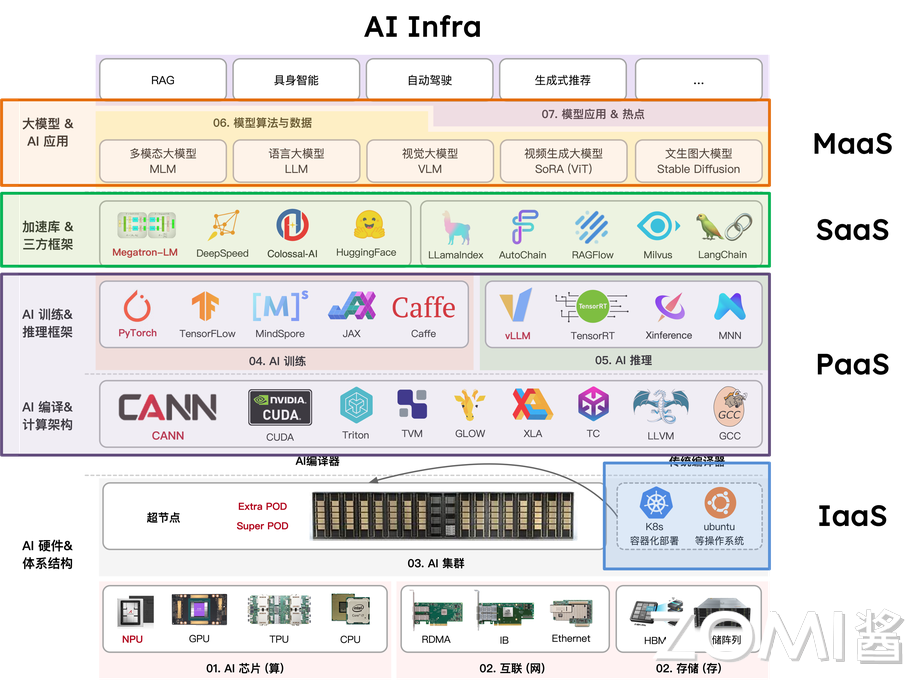 AI Infra
RAG
具身智能
自动驾驶
生成式推荐
...
大模型 &
AI 应用
06. 模型算法与数据
07. 模型应用 & 热点
多模态大模型
MLM
语言大模型
LLM
视觉大模型
VLM
视频生成大模型
SoRA (ViT)
文生图大模型
Stable Diffusion
MaaS
加速库 &
三方框架
Megatron-LM
DeepSpeed
Colossal-AI
HuggingFace
LLamaIndex
AutoChain
RAGFlow
Milvus
LangChain
SaaS
AI 训练&
推理框架
PyTorch
TensorFLow
[M]s
MindSpore
JAX
Caffe
Caffe
04. AI 训练
vLLM
TensorRT
TensorRT
Xinference
MNN
05. AI 推理
PaaS
AI 编译&
计算架构
CANN
CANN
NVIDIA.
CUDA.
CUDA
Triton
TVM
GLOW
XLA
TC
LLVM
GCC
GCC
AI编译器
传统编译器
AI 硬件&
体系结构
超节点
Extra POD
Super POD
K8s
容器化部署
ubuntu
等操作系统
03. AI 集群
IaaS
NPU
GPU
TPU
CPU
01. AI 芯片 (算)
RDMA
IB
Ethernet
02. 互联 (网)
HBM
储阵列
02. 存储 (存)
ZOMI酱